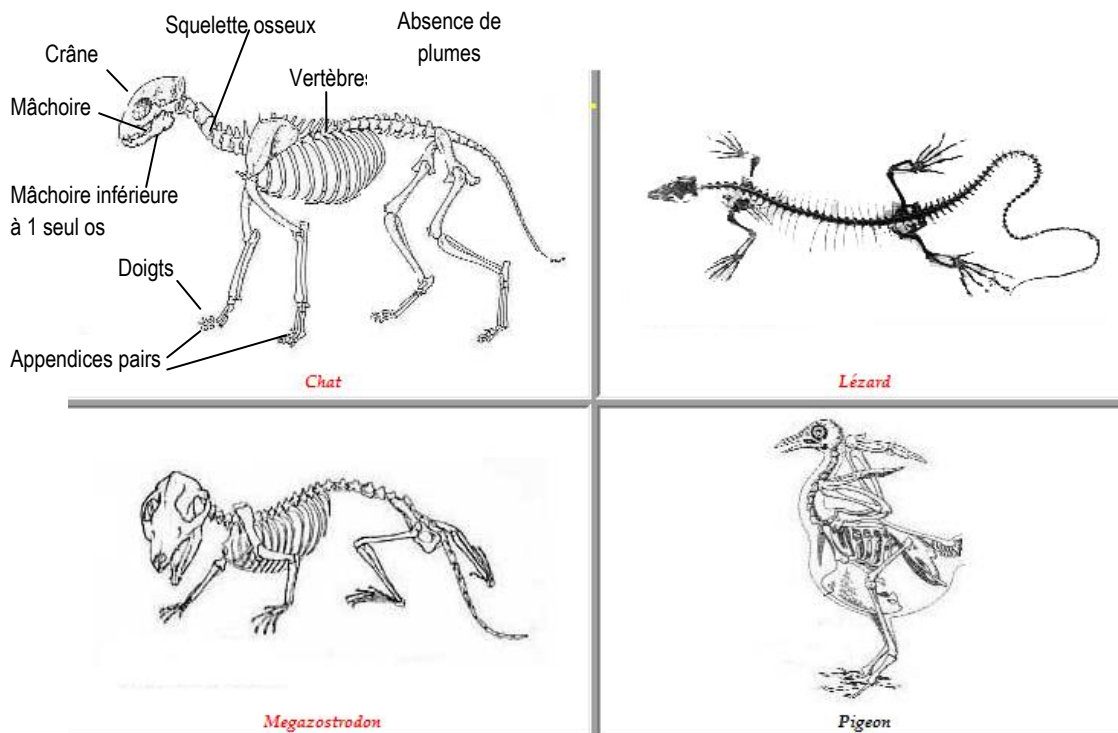 Squelette osseux
Absence de
plumes
Crâne
Vertèbres
Mâchoire
Mâchoire inférieure
à 1 seul os
Doigts
Appendices pairs
Chat
Lézard
Megazostrodon
Pigeon